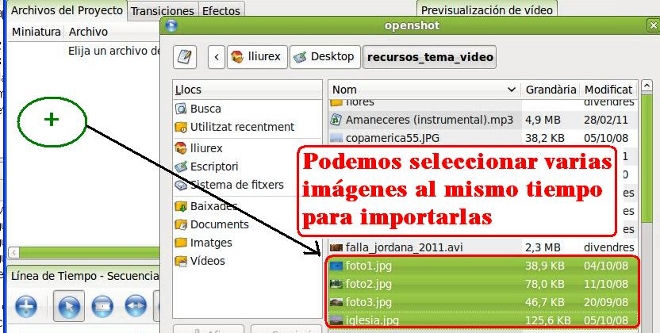 Archivos del Proyecto Transiciones Efectos
Previsualización de vídeo
openshot
Miniatura Archivo
Elija un archivo de
lliurex Desktop recursos_tema_video
Llocs
Busca
Utilitzat recentment
lliurex
Escriptori
Sistema de fitxers
Baixades
Documents
Imatges
Vídeos
Nom Grandària Modificat
flores divendres
Amaneceres (instrumental).mp3 4,9 MB 28/02/11
copamerica55.JPG 38,2 KB 05/10/08
Podemos seleccionar varias
imágenes al mismo tiempo
para importarlas
falla_jordana_2011.avi 2,3 MB divendres
foto1.jpg 38,9 KB 04/10/08
foto2.jpg 78,0 KB 11/10/08
foto3.jpg 46,7 KB 20/09/08
iglesia.jpg 125,6 KB 05/10/08
Línea de Tiempo - Secuencia